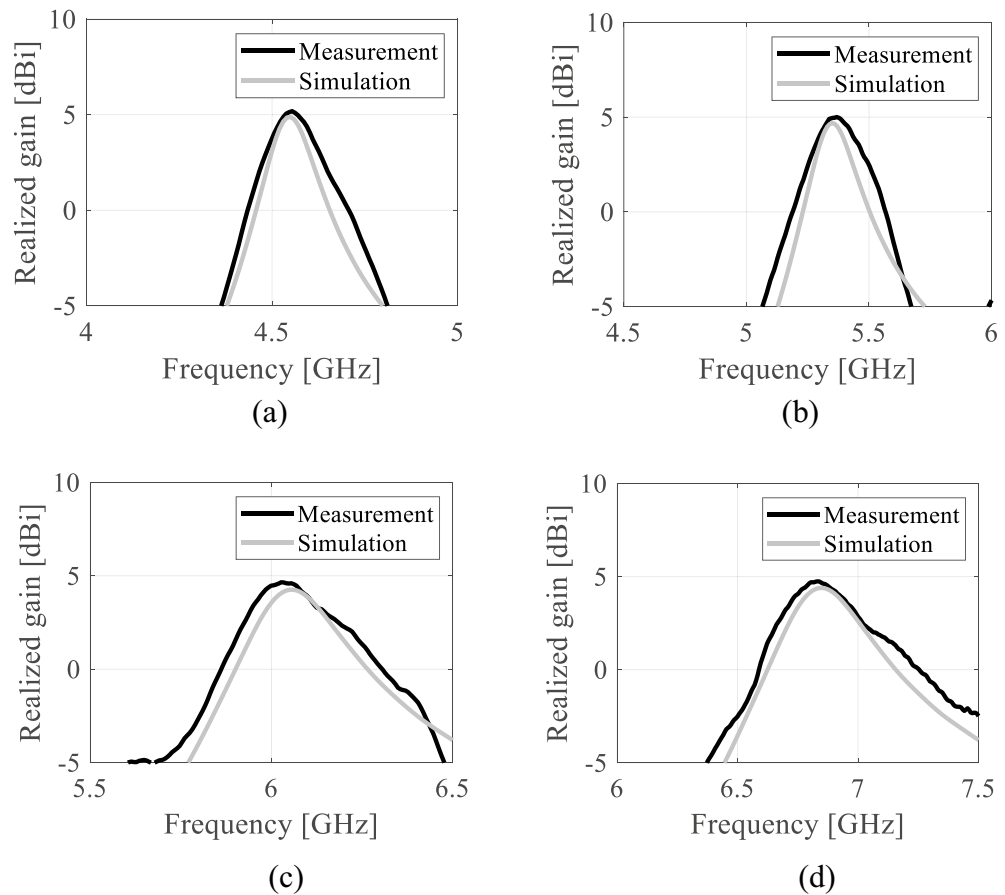 10
5
0
-5
Realized gain [dBi]
Measurement
Simulation
4
4.5
5
Frequency [GHz]
(a)
10
5
0
-5
Realized gain [dBi]
Measurement
Simulation
4.5
5
5.5
6
Frequency [GHz]
(b)
10
5
0
-5
Realized gain [dBi]
Measurement
Simulation
5.5
6
6.5
Frequency [GHz]
(c)
10
5
0
-5
Realized gain [dBi]
Measurement
Simulation
6
6.5
7
7.5
Frequency [GHz]
(d)